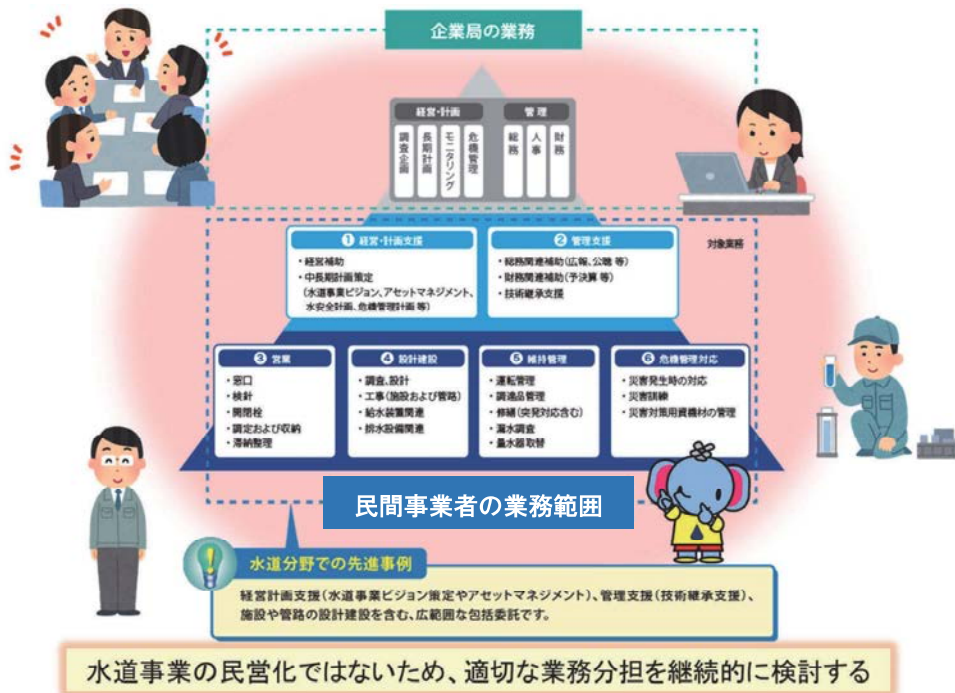 企業局の業務
経営・計画
調査企画
長期計画
モニタリング
危機管理
管理
総務
人事
財務
対象業務
❶ 経営・計画支援
・経営補助
・中長期計画策定
(水道事業ビジョン、アセットマネジメント、
水安全計画、危機管理計画 等)
❷ 管理支援
・総務関連補助(広報、公聴 等)
・財務関連補助(予決算 等)
・技術継承支援
❸ 営業
・窓口
・検針
・開閉栓
・調定および収納
・滞納整理
❹ 設計建設
・調査、設計
・工事(施設および管路)
・給水装置関連
・排水設備関連
❺ 維持管理
・運転管理
・調達品管理
・修繕(突発対応含む)
・漏水調査
・量水器取替
❻ 危機管理対応
・災害発生時の対応
・災害訓練
・災害対策用資機材の管理
民間事業者の業務範囲
水道分野での先進事例
経営計画支援(水道事業ビジョン策定やアセットマネジメント)、管理支援(技術継承支援)、
施設や管路の設計建設を含む、広範囲な包括委託です。
水道事業の民営化ではないため、適切な業務分担を継続的に検討する